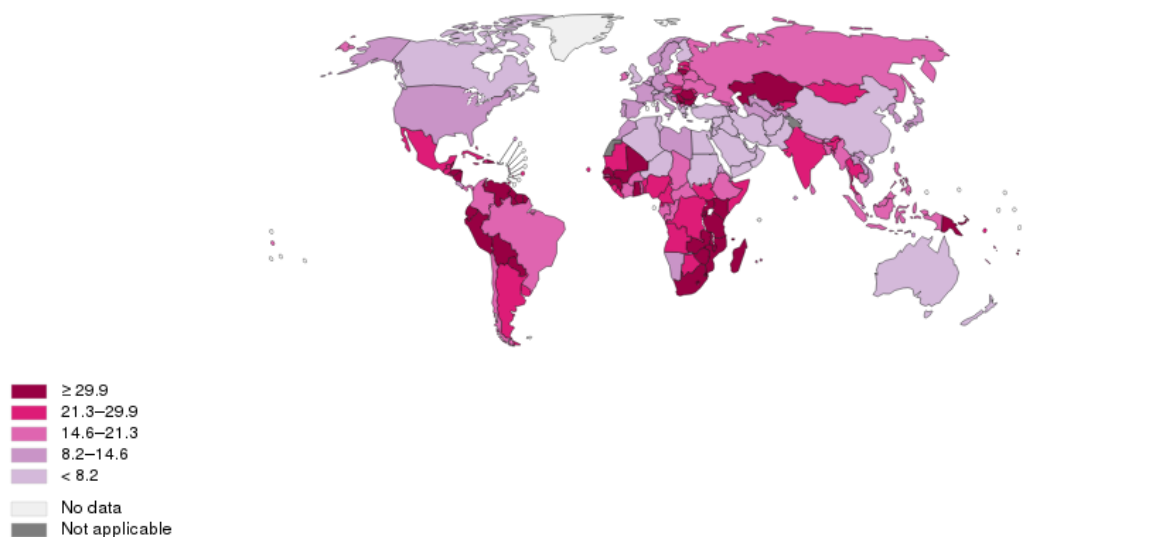 ≥ 29.9
21.3–29.9
14.6–21.3
8.2–14.6
< 8.2
No data
Not applicable